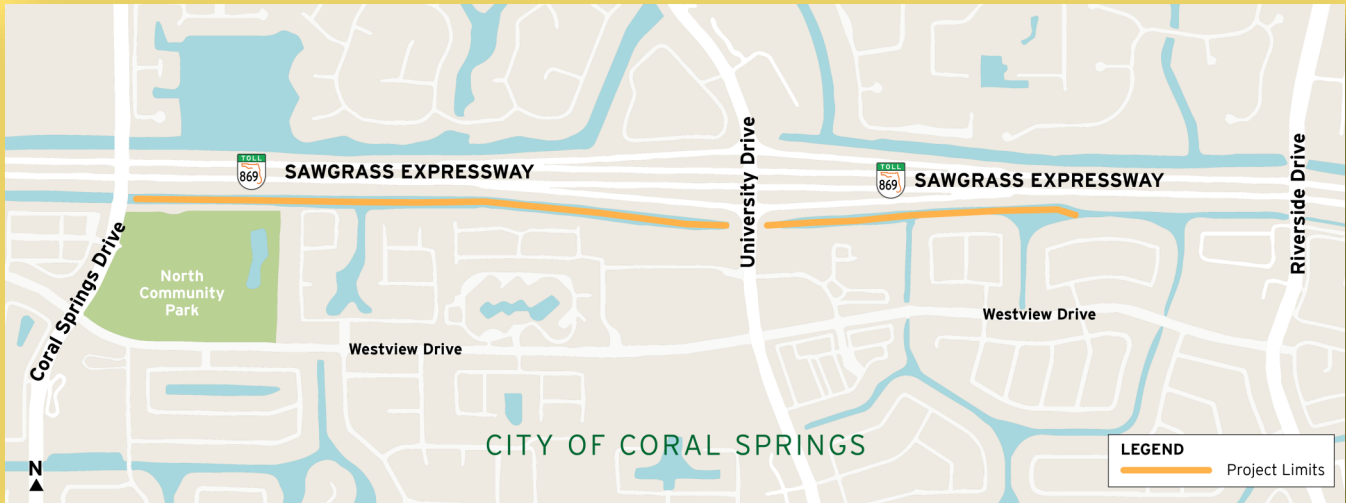 TOLL
869
SAWGRASS EXPRESSWAY
TOLL
869
SAWGRASS EXPRESSWAY
University Drive
Riverside Drive
Coral Springs Drive
North
Community
Park
Westview Drive
Westview Drive
CITY OF CORAL SPRINGS
N
LEGEND
Project Limits